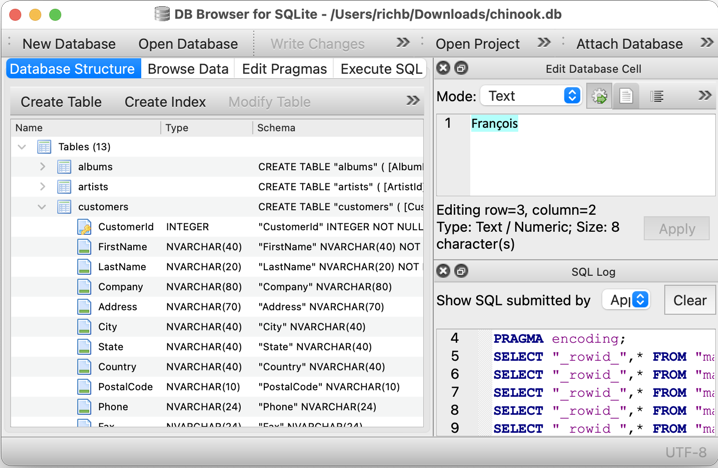 DB Browser for SQLite - /Users/richb/Downloads/chinook.db
New Database Open Database Write Changes » Open Project » Attach Database »
Database Structure Browse Data Edit Pragmas Execute SQL
Create Table Create Index Modify Table »
Name Type Schema
Tables (13)
albums CREATE TABLE "albums" ( [Album
artists CREATE TABLE "artists" ( [ArtistId]
customers CREATE TABLE "customers" ( [Cus
CustomerId INTEGER "CustomerId" INTEGER NOT NULL
FirstName NVARCHAR(40) "FirstName" NVARCHAR(40) NOT
LastName NVARCHAR(20) "LastName" NVARCHAR(20) NOT
Company NVARCHAR(80) "Company" NVARCHAR(80)
Address NVARCHAR(70) "Address" NVARCHAR(70)
City NVARCHAR(40) "City" NVARCHAR(40)
State NVARCHAR(40) "State" NVARCHAR(40)
Country NVARCHAR(40) "Country" NVARCHAR(40)
PostalCode NVARCHAR(10) "PostalCode" NVARCHAR(10)
Phone NVARCHAR(24) "Phone" NVARCHAR(24)
Fax NVARCHAR(24) "Fax" NVARCHAR(24)
Edit Database Cell
Mode: Text »
1 François
Editing row=3, column=2
Type: Text / Numeric; Size: 8
character(s)
Apply
SQL Log
Show SQL submitted by App Clear
4 PRAGMA encoding;
5 SELECT "_rowid_",* FROM "ma
6 SELECT "_rowid_",* FROM "ma
7 SELECT "_rowid_",* FROM "ma
8 SELECT "_rowid_",* FROM "ma
9 SELECT "_rowid_",* FROM "ma
UTF-8